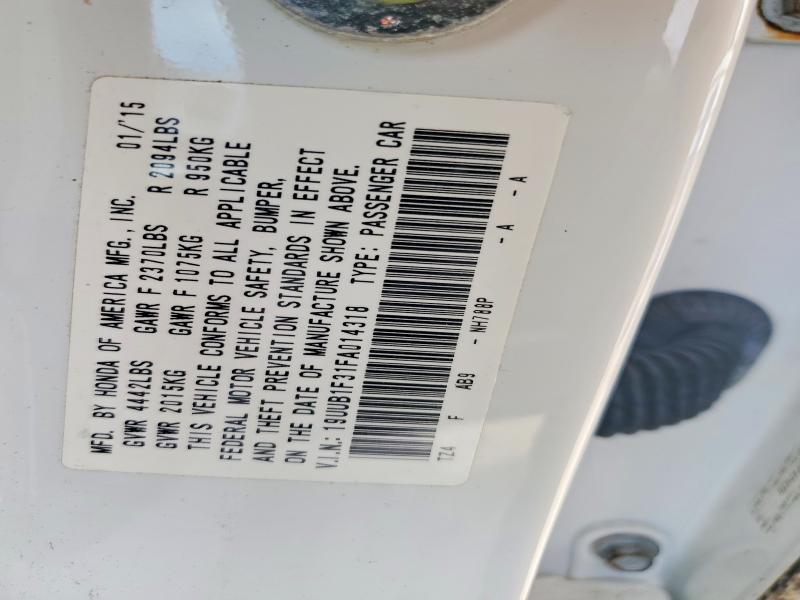 MFD. BY HONDA OF AMERICA MFG., INC. 01/'15
GVWR 4442LBS GAWR F 2370LBS R 2094LBS
GVWR 2015KG GAWR F 1075KG R 950KG
THIS VEHICLE CONFORMS TO ALL APPLICABLE
FEDERAL MOTOR VEHICLE SAFETY, BUMPER,
AND THEFT PREVENTION STANDARDS IN EFFECT
ON THE DATE OF MANUFACTURE SHOWN ABOVE.
V.I.N.: 19UUB1F31FA014318 TYPE: PASSENGER CAR
TZ4 F AB9 - NH788P - A - A